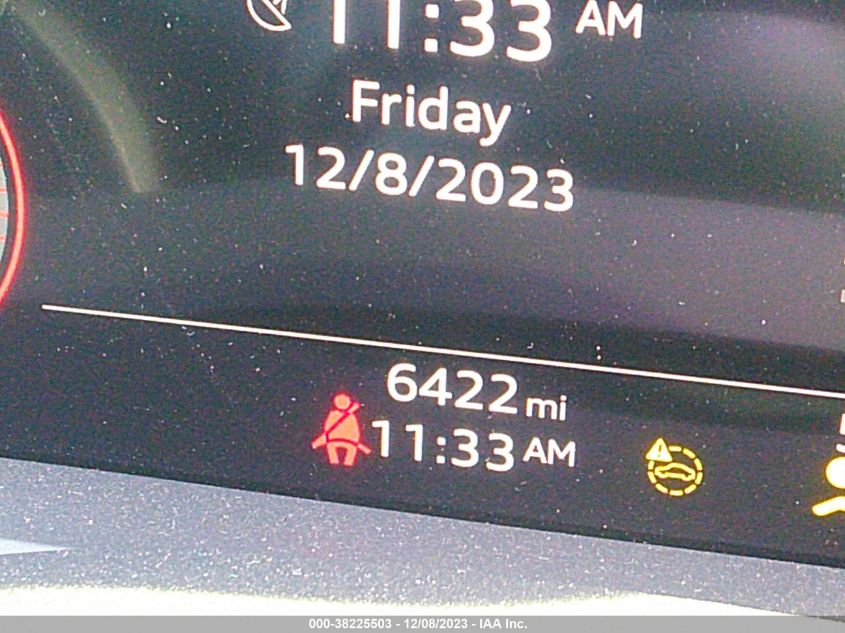 11:33 AM
Friday
12/8/2023
6422 mi
11:33 AM
000-38225503 - 12/08/2023 - IAA Inc.